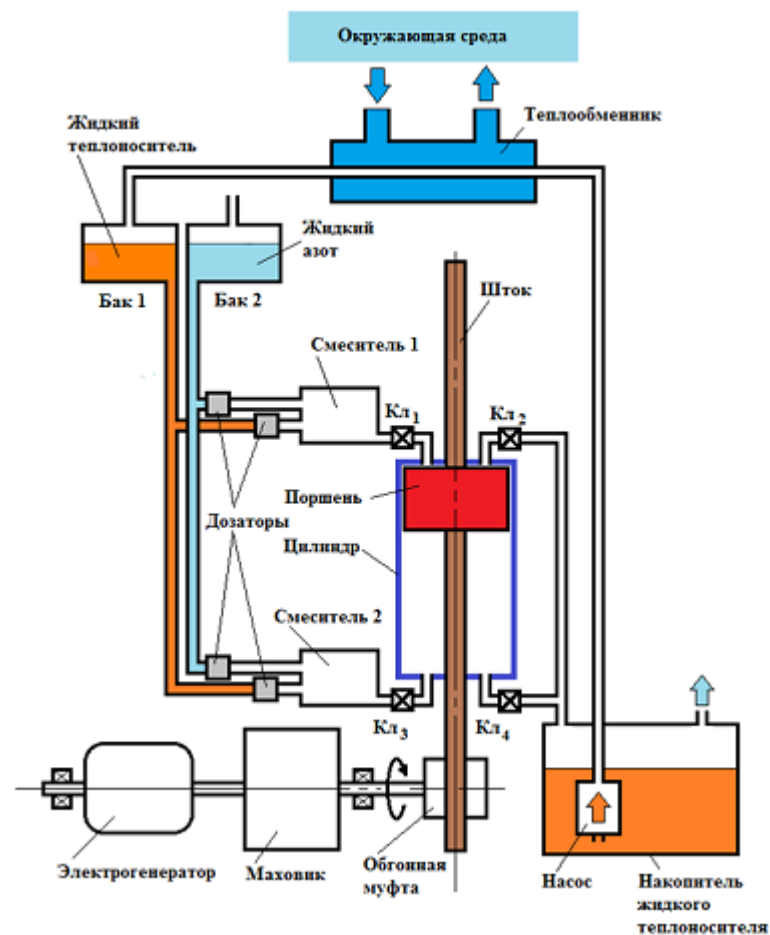 Окружающая среда
Теплообменник
Жидкий
теплоноситель
Жидкий
азот
Бак 1
Бак 2
Шток
Смеситель 1
Кл1
Кл2
Поршень
Дозаторы
Цилиндр
Смеситель 2
Кл3
Кл4
Электрогенератор
Маховик
Обгонная
муфта
Насос
Накопитель
жидкого
теплоносителя